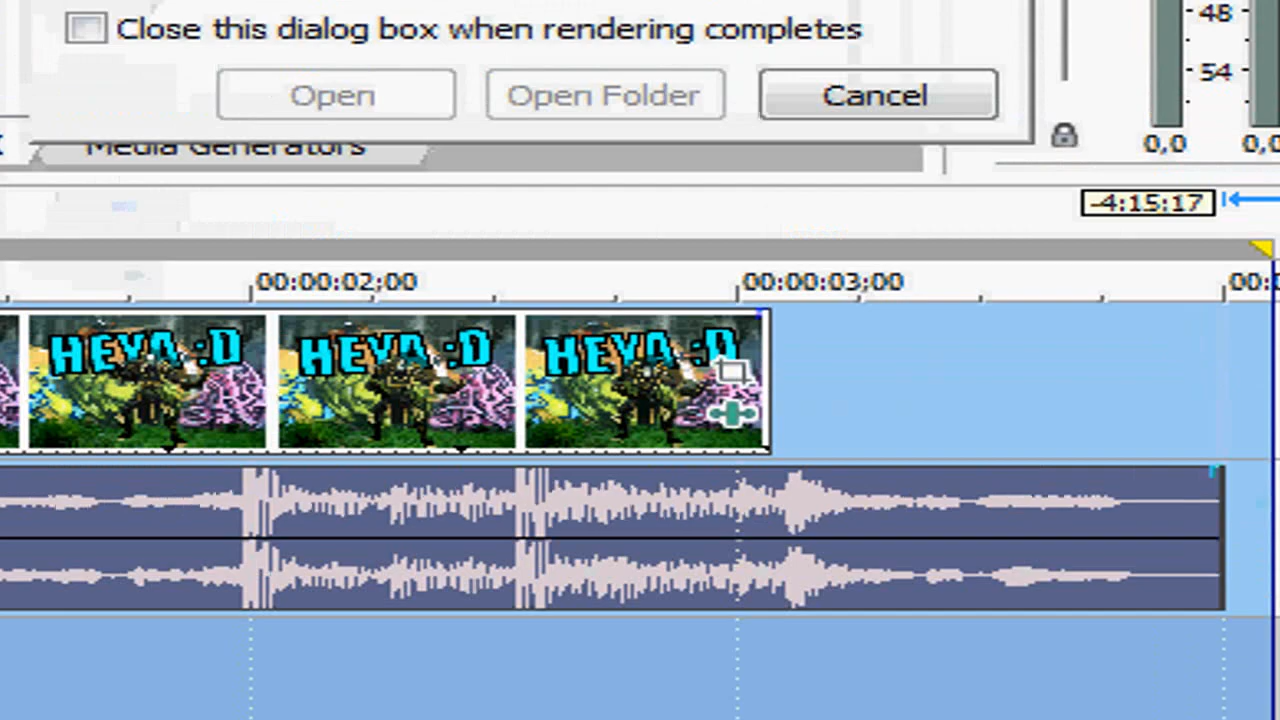 Close this dialog box when rendering completes
48
Open Open Folder Cancel
54
Media Generators
0,0 0,0
-4:15:17
00:00:02;00 00:00:03;00
HEYA :D HEYA :D HEYA :D